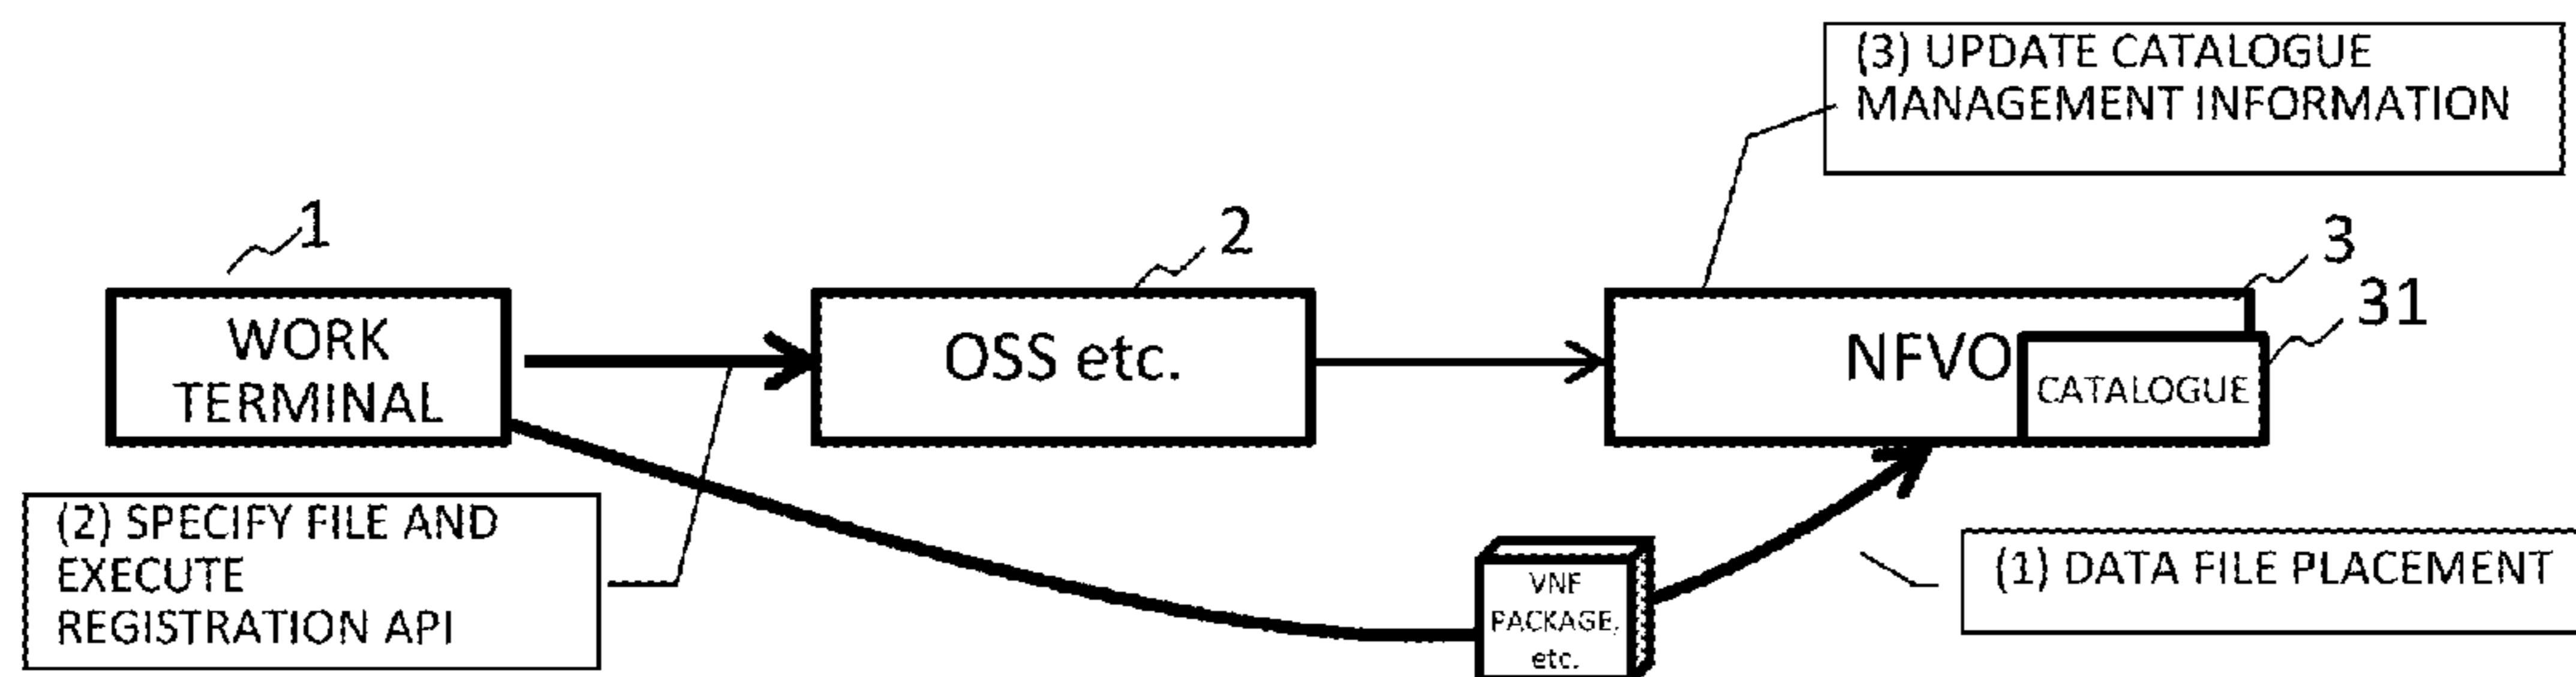 (3) UPDATE CATALOGUE
MANAGEMENT INFORMATION
1
2
3
31
WORK
TERMINAL
OSS etc.
NFVO
CATALOGUE
(2) SPECIFY FILE AND
EXECUTE
REGISTRATION API
VNF
PACKAGE,
etc.
(1) DATA FILE PLACEMENT